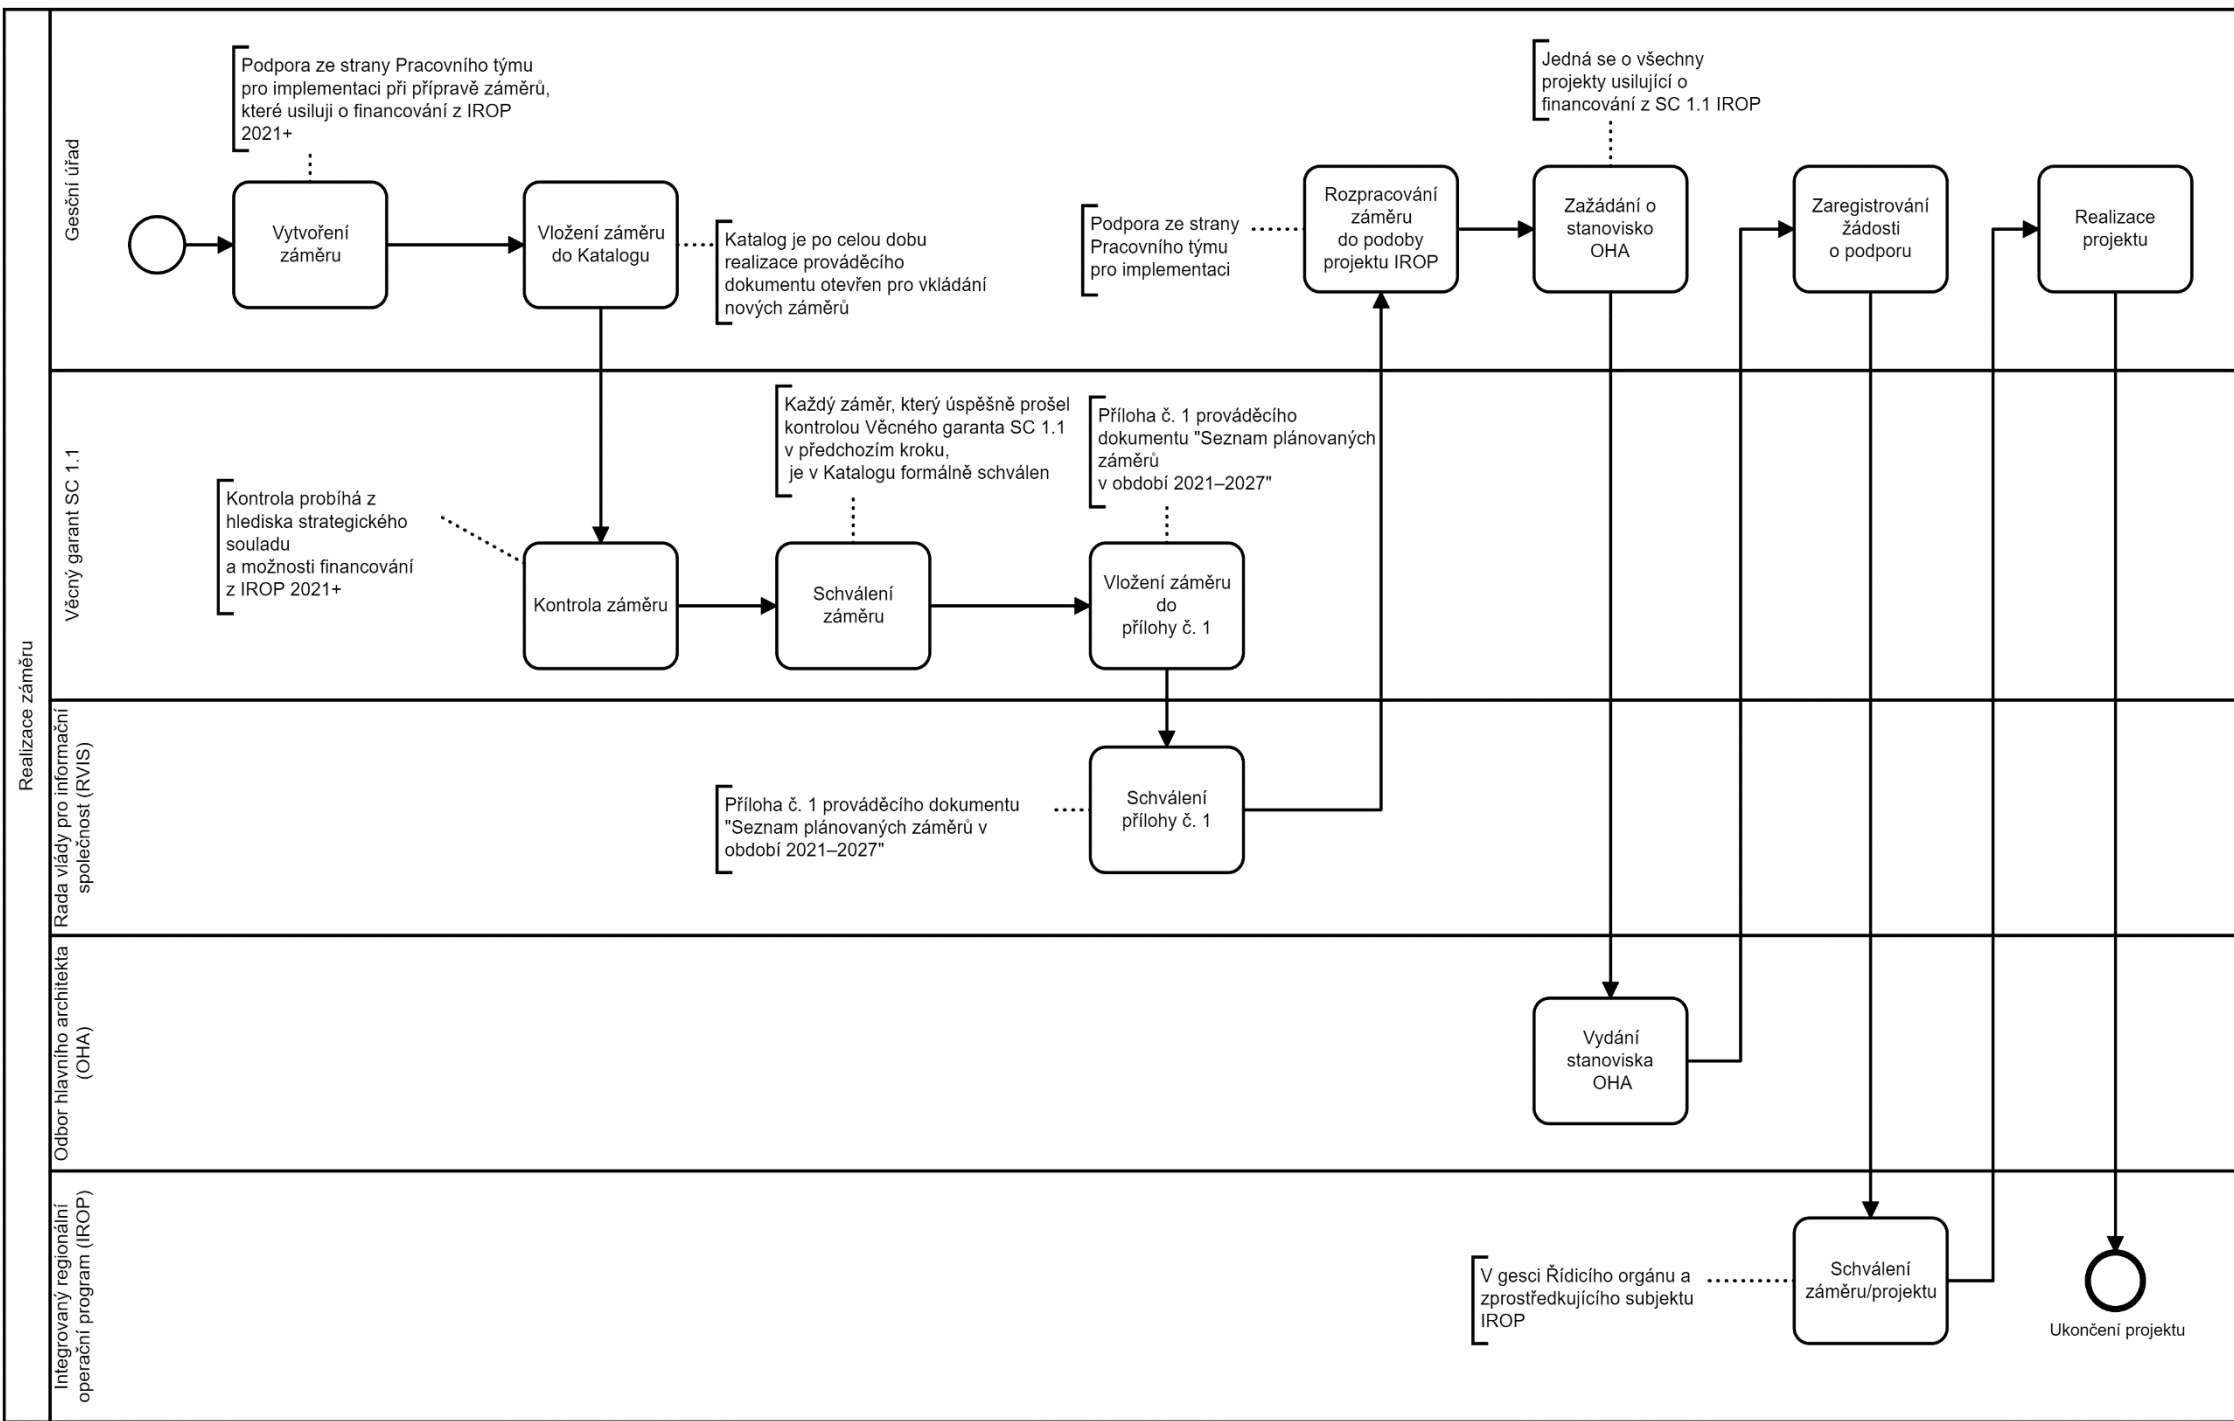 Realizace záměru
Gesční úřad
Podpora ze strany Pracovního týmu
pro implementaci při přípravě záměrů,
které usiluji o financování z IROP
2021+
Vytvoření
záměru
Vložení záměru
do Katalogu
Katalog je po celou dobu
realizace prováděcího
dokumentu otevřen pro vkládání
nových záměrů
Podpora ze strany
Pracovního týmu
pro implementaci
Rozpracování
záměru
do podoby
projektu IROP
Jedná se o všechny
projekty usilující o
financování z SC 1.1 IROP
Zažádání o
stanovisko
OHA
Zaregistrování
žádosti
o podporu
Realizace
projektu
Věcný garant SC 1.1
Kontrola probíhá z
hlediska strategického
souladu
a možnosti financování
z IROP 2021+
Kontrola záměru
Každý záměr, který úspěšně prošel
kontrolou Věcného garanta SC 1.1
v předchozím kroku,
je v Katalogu formálně schválen
Schválení
záměru
Příloha č. 1 prováděcího
dokumentu "Seznam plánovaných
záměrů
v období 2021–2027"
Vložení záměru
do
přílohy č. 1
Rada vlády pro informační
společnost (RVIS)
Příloha č. 1 prováděcího dokumentu
"Seznam plánovaných záměrů v
období 2021–2027"
Schválení
přílohy č. 1
Odbor hlavního architekta
(OHA)
Vydání
stanoviska
OHA
Integrovaný regionální
operační program (IROP)
V gesci Řídicího orgánu a
zprostředkujícího subjektu
IROP
Schválení
záměru/projektu
Ukončení projektu